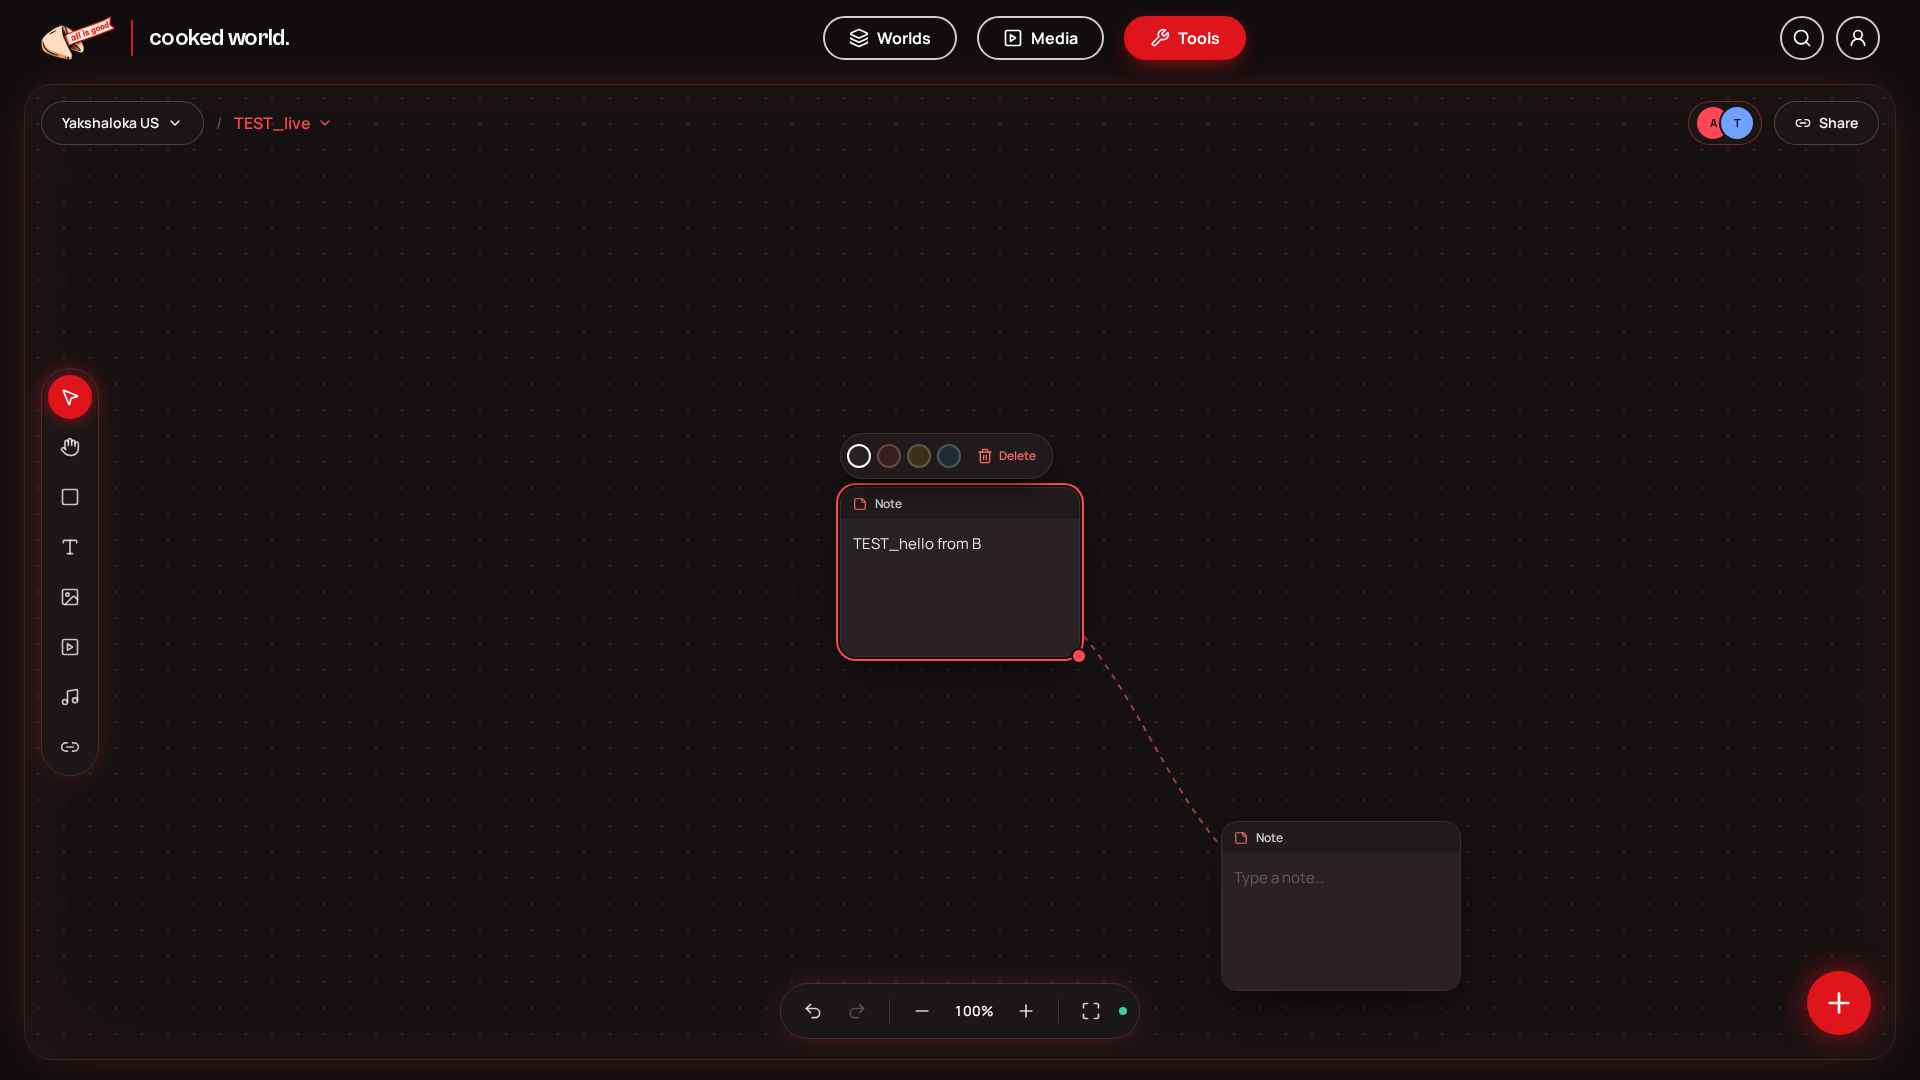 all is good
cooked world.
Worlds
Media
Tools
Yakshaloka US
/ TEST_live
A
T
Share
Delete
Note
TEST_hello from B
Note
Type a note...
100%